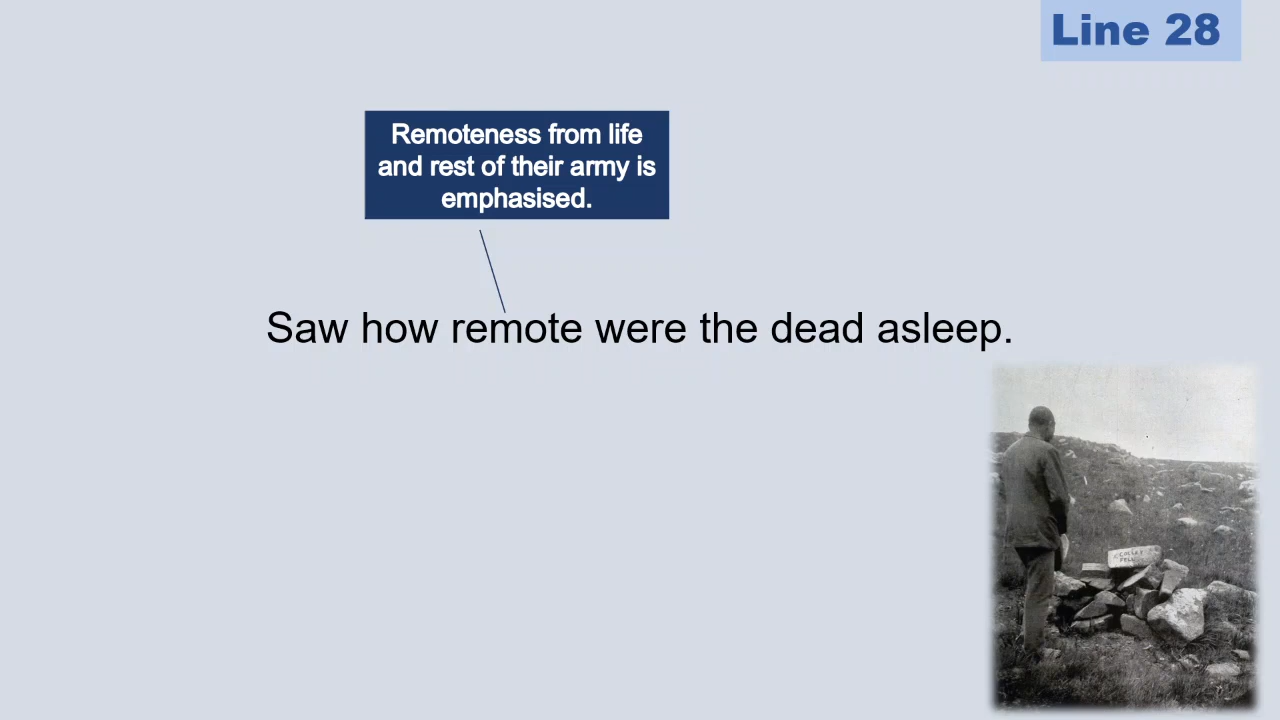 Line 28
Remoteness from life
and rest of their army is
emphasised.
Saw how remote were the dead asleep.